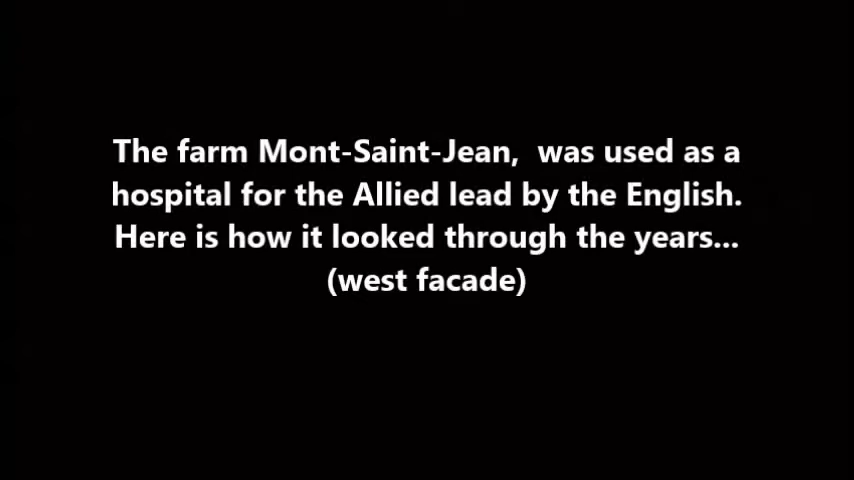 The farm Mont-Saint-Jean,  was used as a
hospital for the Allied lead by the English.
Here is how it looked through the years...
(west facade)